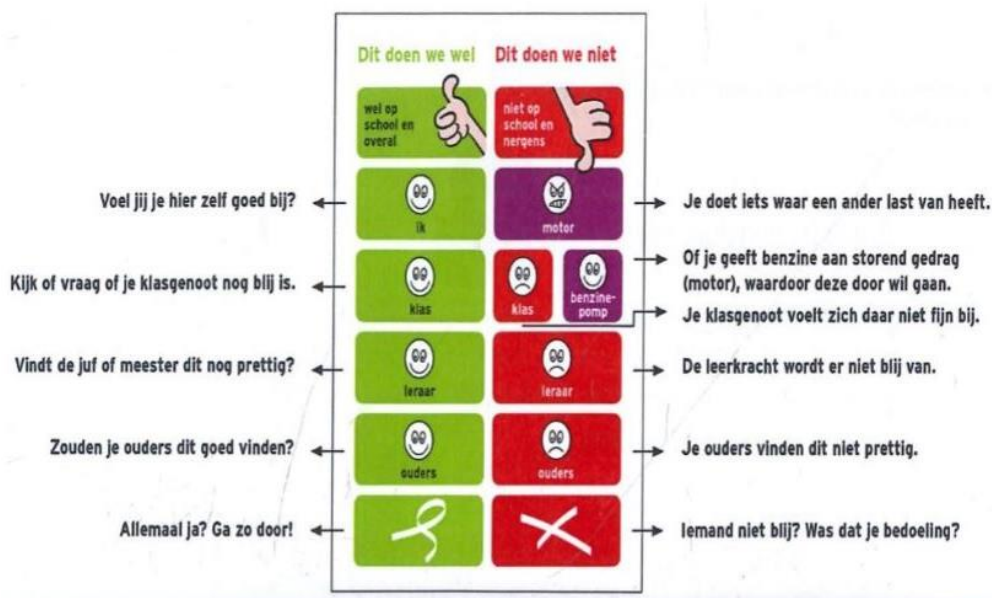 Dit doen we wel
Dit doen we niet
wel op
school en
overal
niet op
school en
nergens
Voel jij je hier zelf goed bij?
ik
motor
Je doet iets waar een ander last van heeft.
Kijk of vraag of je klasgenoot nog blij is.
klas
klas
benzine-
pomp
Of je geeft benzine aan storend gedrag
(motor), waardoor deze door wil gaan.
Je klasgenoot voelt zich daar niet fijn bij.
Vindt de juf of meester dit nog prettig?
leraar
leraar
De leerkracht wordt er niet blij van.
Zouden je ouders dit goed vinden?
ouders
ouders
Je ouders vinden dit niet prettig.
Allemaal ja? Ga zo door!
Iemand niet blij? Was dat je bedoeling?